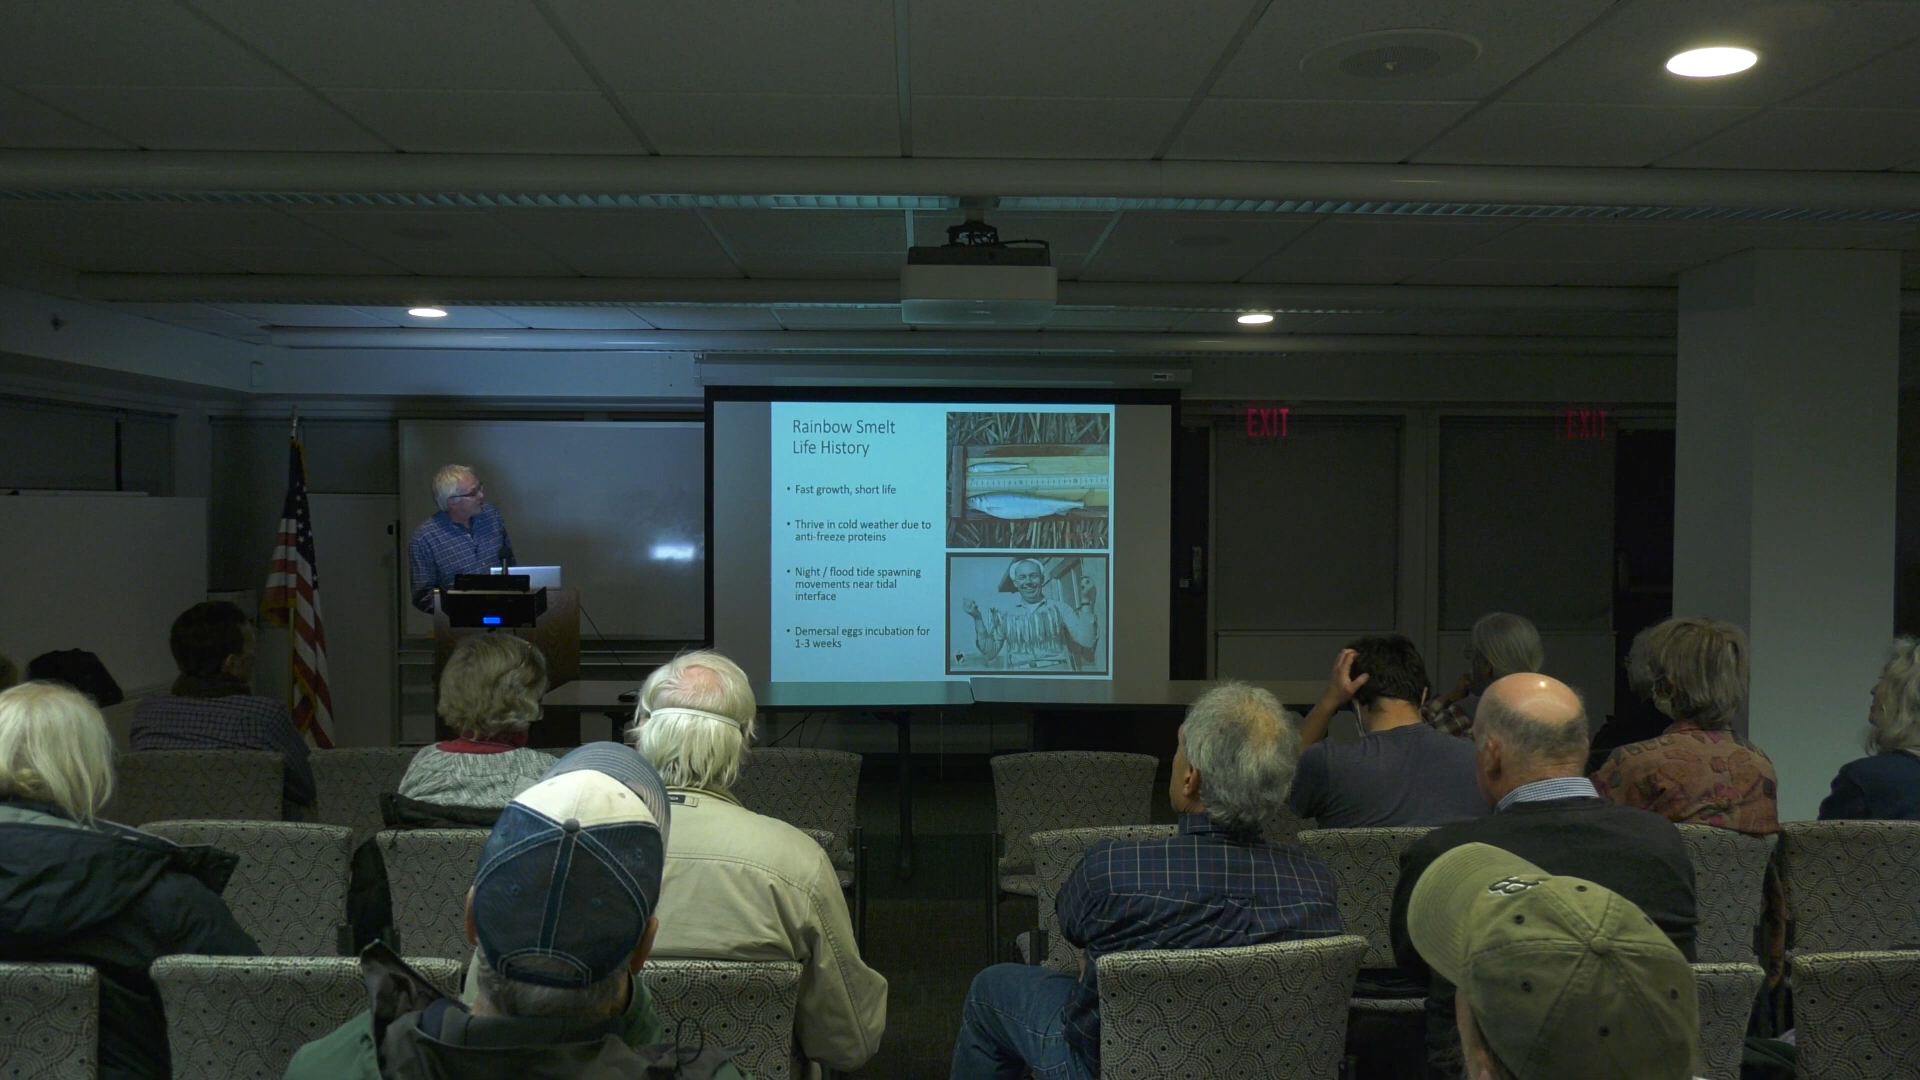 EXIT
EXIT
Rainbow Smelt
Life History
• Fast growth, short life
• Thrive in cold weather due to
anti-freeze proteins
• Night / flood tide spawning
movements near tidal
interface
• Demersal eggs incubation for
1-3 weeks